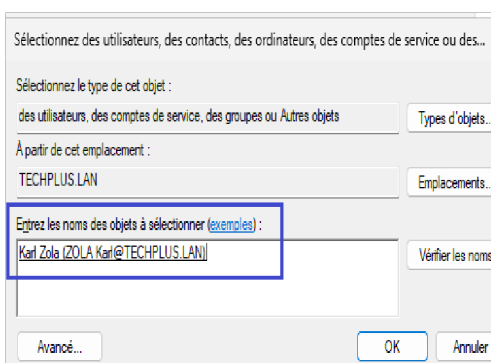 Sélectionnez des utilisateurs, des contacts, des ordinateurs, des comptes de service ou des...
Sélectionnez le type de cet objet :
des utilisateurs, des comptes de service, des groupes ou Autres objets
Types d'objets...
À partir de cet emplacement :
TECHPLUS.LAN
Emplacements...
Entrez les noms des objets à sélectionner (exemples) :
Karl Zola (ZOLA Karl@TECHPLUS.LAN)
Vérifier les noms
Avancé...
OK
Annuler